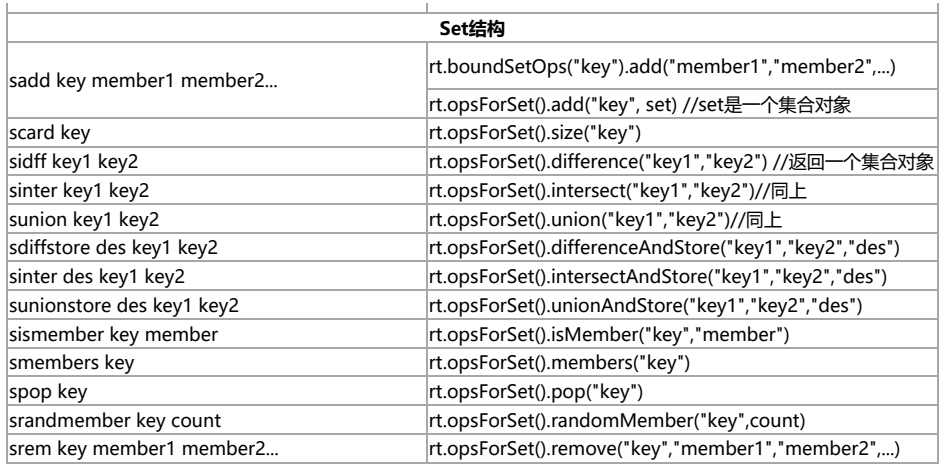 Set结构
sadd key member1 member2...
rt.boundSetOps("key").add("member1","member2",...)
rt.opsForSet().add("key", set) //set是一个集合对象
scard key
rt.opsForSet().size("key")
sidff key1 key2
rt.opsForSet().difference("key1","key2") //返回一个集合对象
sinter key1 key2
rt.opsForSet().intersect("key1","key2")//同上
sunion key1 key2
rt.opsForSet().union("key1","key2")//同上
sdiffstore des key1 key2
rt.opsForSet().differenceAndStore("key1","key2","des")
sinter des key1 key2
rt.opsForSet().intersectAndStore("key1","key2","des")
sunionstore des key1 key2
rt.opsForSet().unionAndStore("key1","key2","des")
sismember key member
rt.opsForSet().isMember("key","member")
smembers key
rt.opsForSet().members("key")
spop key
rt.opsForSet().pop("key")
srandmember key count
rt.opsForSet().randomMember("key",count)
srem key member1 member2...
rt.opsForSet().remove("key","member1","member2",...)